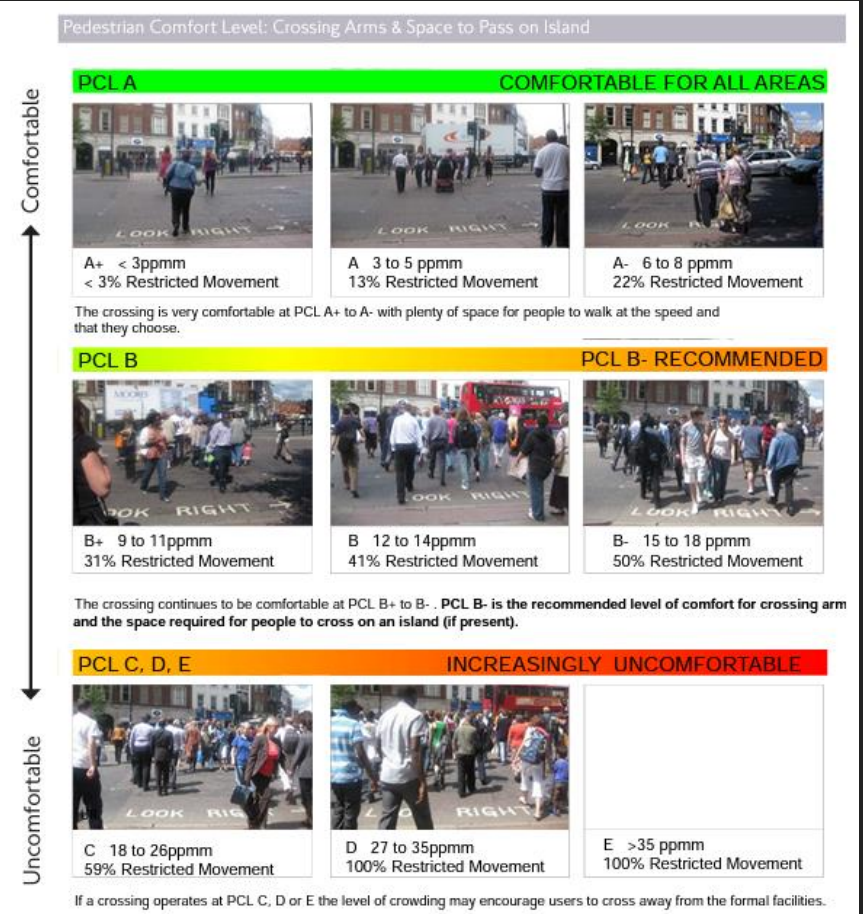 Pedestrian Comfort Level: Crossing Arms & Space to Pass on Island
Comfortable
Uncomfortable
PCL A COMFORTABLE FOR ALL AREAS
LOOK RIGHT
LOOK RIGHT
LOOK RIGHT
A+ < 3ppmm
< 3% Restricted Movement
A 3 to 5 ppmm
13% Restricted Movement
A- 6 to 8 ppmm
22% Restricted Movement
The crossing is very comfortable at PCL A+ to A- with plenty of space for people to walk at the speed and
that they choose.
PCL B PCL B- RECOMMENDED
LOOK RIGHT
LOOK RIGHT
LOOK RIGHT
B+ 9 to 11ppmm
31% Restricted Movement
B 12 to 14ppmm
41% Restricted Movement
B- 15 to 18 ppmm
50% Restricted Movement
The crossing continues to be comfortable at PCL B+ to B- . PCL B- is the recommended level of comfort for crossing arm
and the space required for people to cross on an island (if present).
PCL C, D, E INCREASINGLY UNCOMFORTABLE
LOOK RIG
L RIGHT
C 18 to 26ppmm
59% Restricted Movement
D 27 to 35ppmm
100% Restricted Movement
E >35 ppmm
100% Restricted Movement
If a crossing operates at PCL C, D or E the level of crowding may encourage users to cross away from the formal facilities.